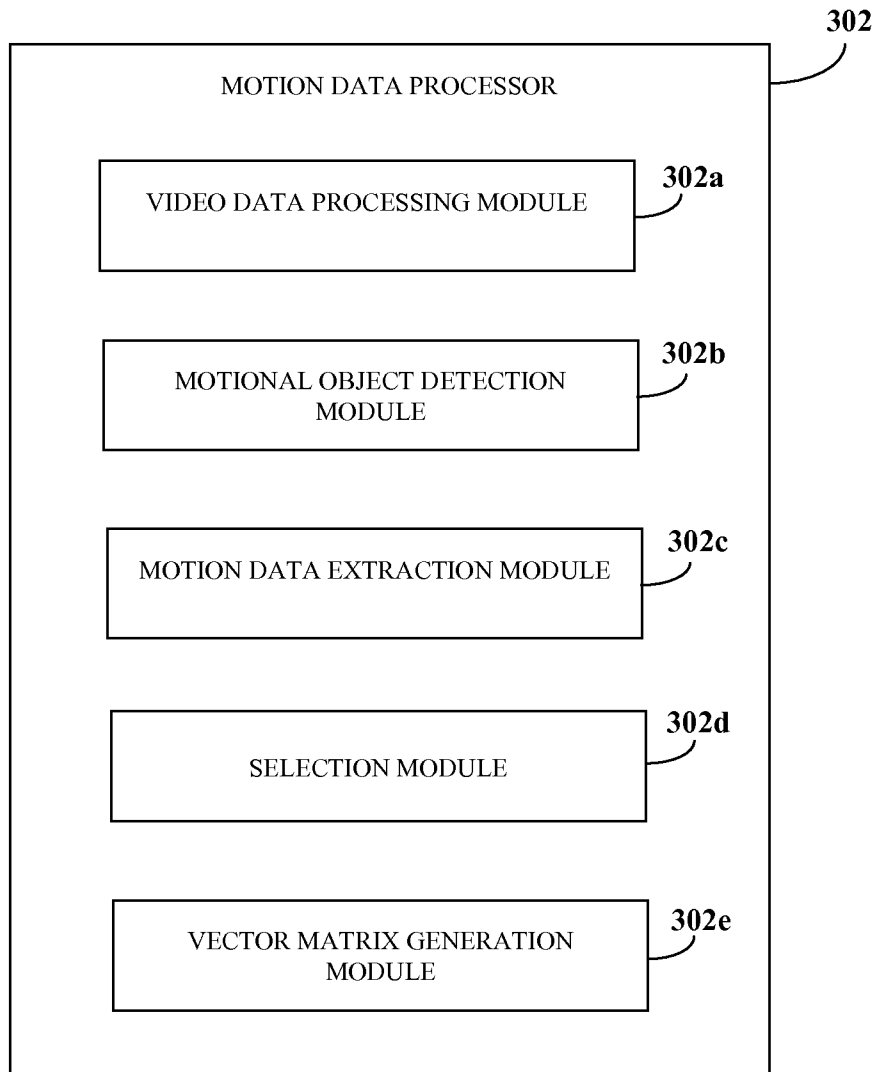 302
MOTION DATA PROCESSOR
302a
VIDEO DATA PROCESSING MODULE
302b
MOTIONAL OBJECT DETECTION
MODULE
302c
MOTION DATA EXTRACTION MODULE
302d
SELECTION MODULE
302e
VECTOR MATRIX GENERATION
MODULE